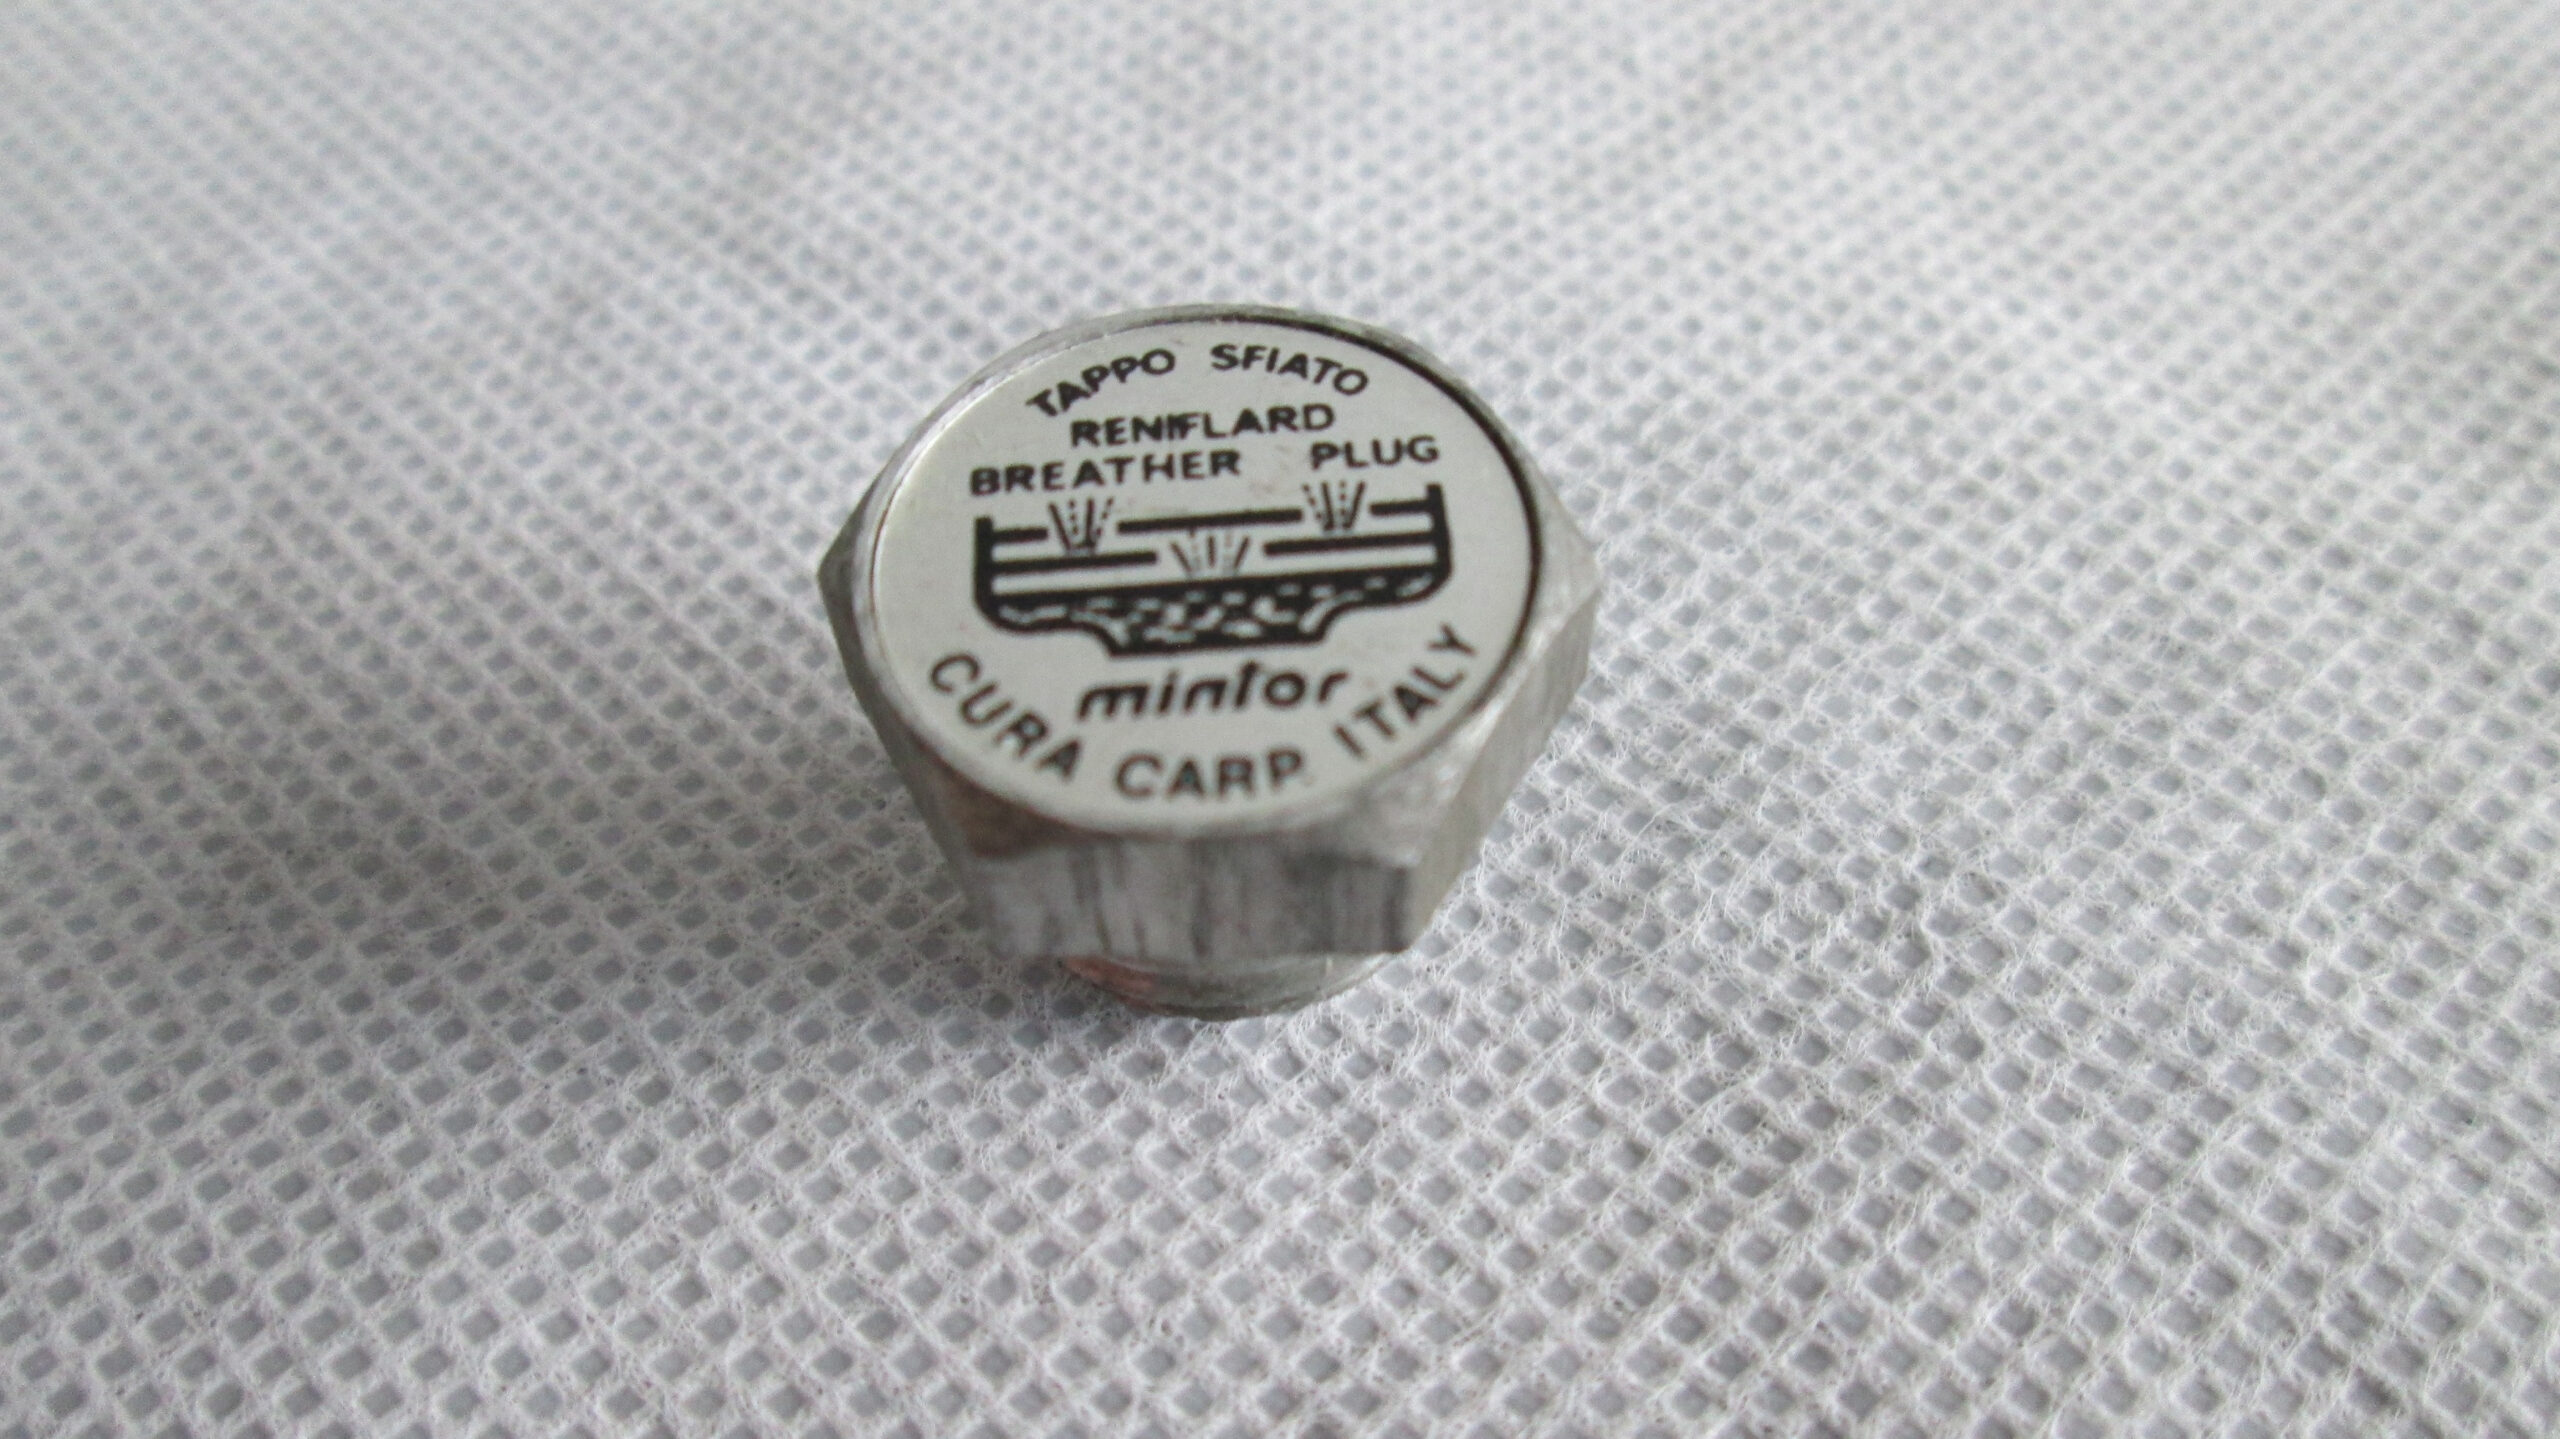 TAPPO SFIATO
RENIFLARD
BREATHER PLUG
mintor
CURA CARP. ITALY